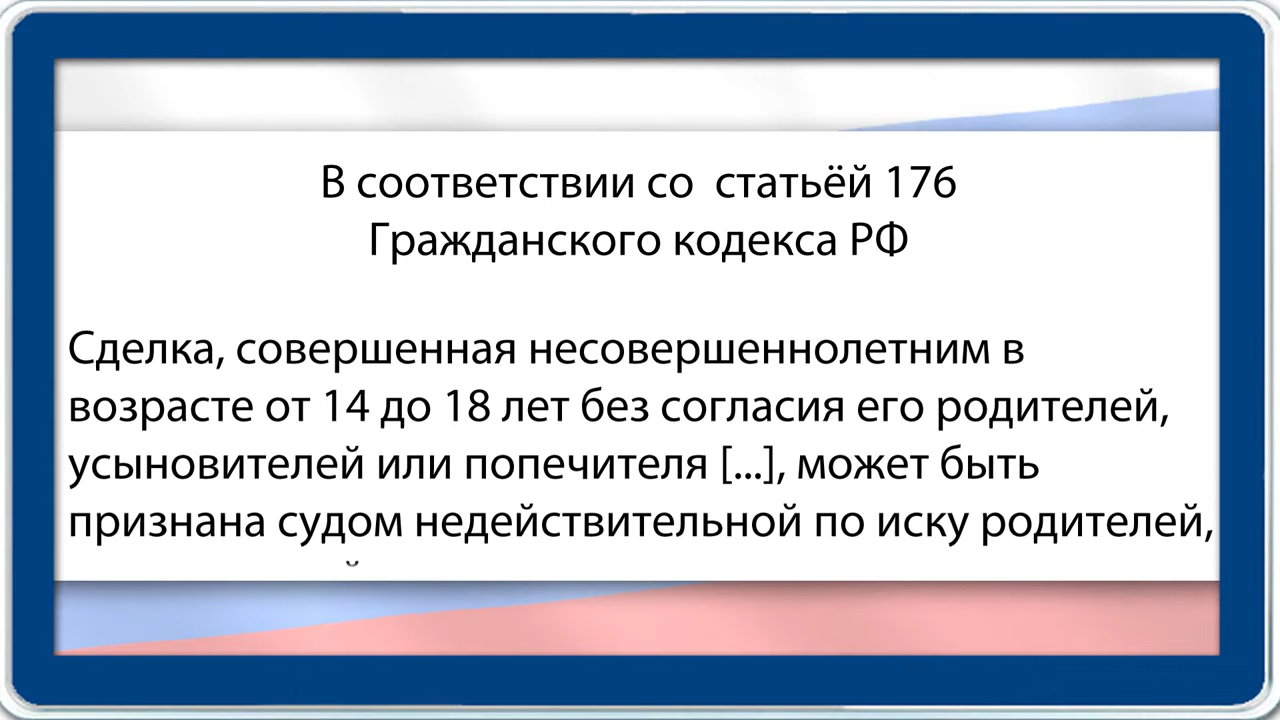 В соответствии со статьёй 176
Гражданского кодекса РФ
Сделка, совершенная несовершеннолетним в
возрасте от 14 до 18 лет без согласия его родителей,
усыновителей или попечителя [...], может быть
признана судом недействительной по иску родителей,